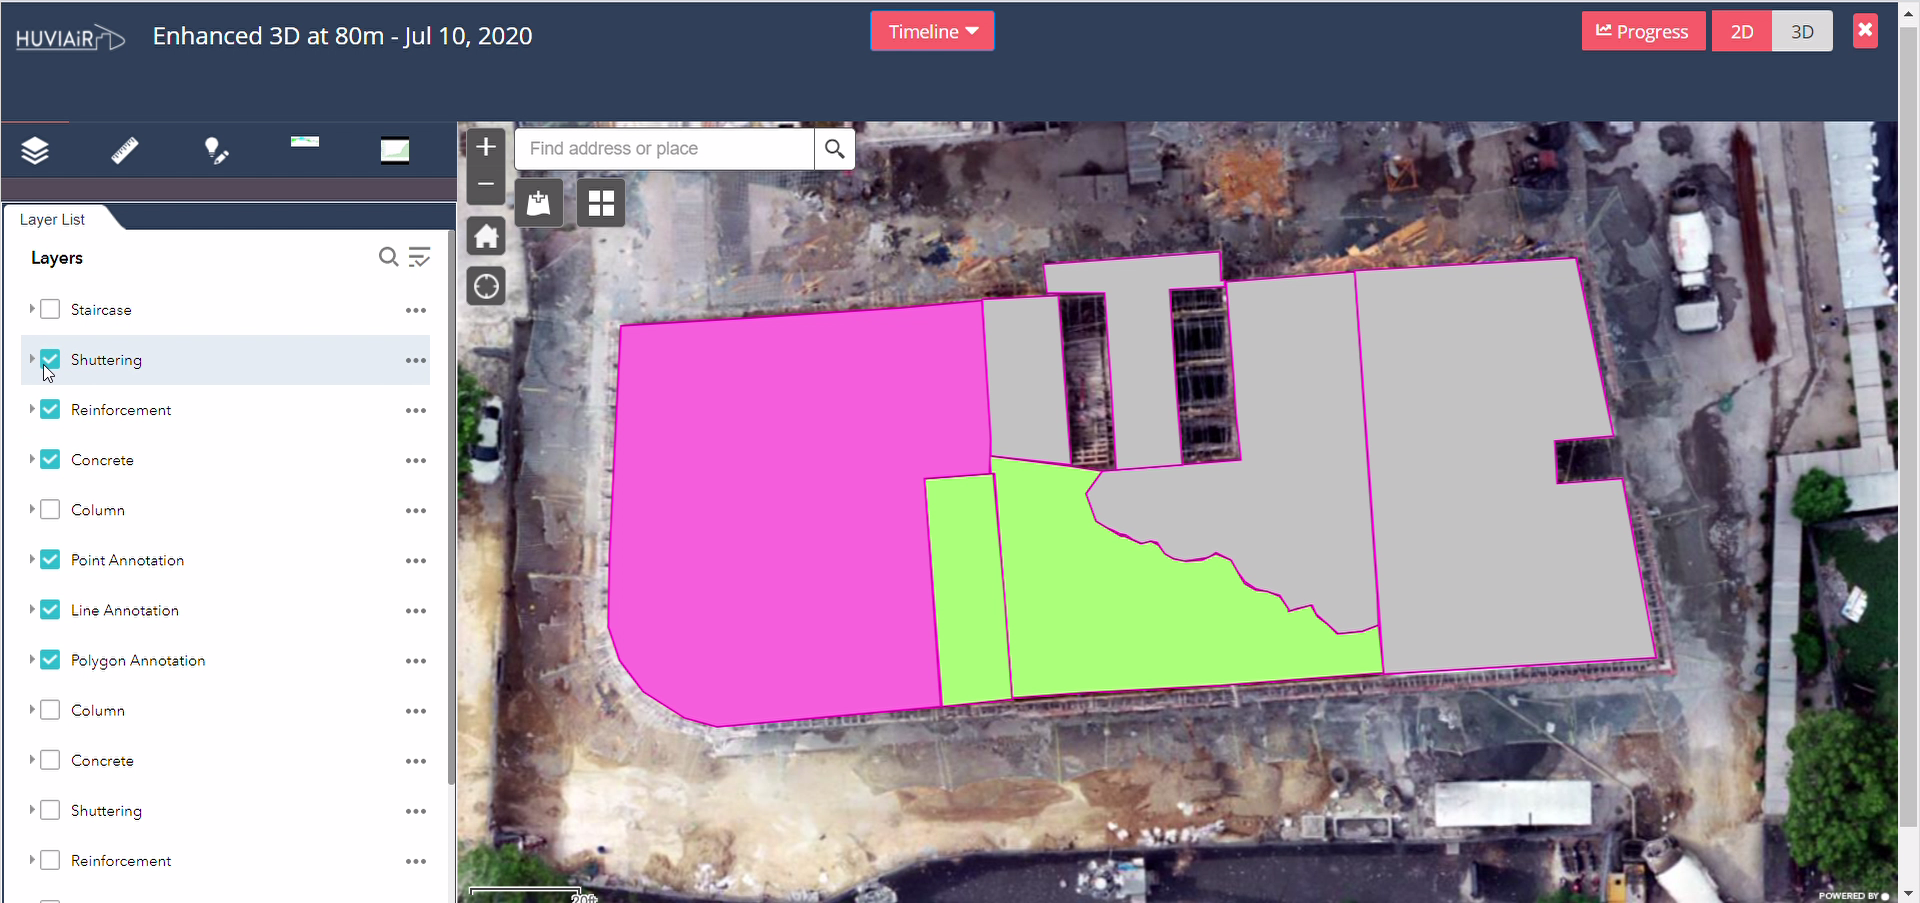 HUVIAiR
Enhanced 3D at 80m - Jul 10, 2020
Timeline
Progress
2D
3D
Find address or place
Layer List
Layers
Staircase
Shuttering
Reinforcement
Concrete
Column
Point Annotation
Line Annotation
Polygon Annotation
Column
Concrete
Shuttering
Reinforcement
20ft
POWERED BY